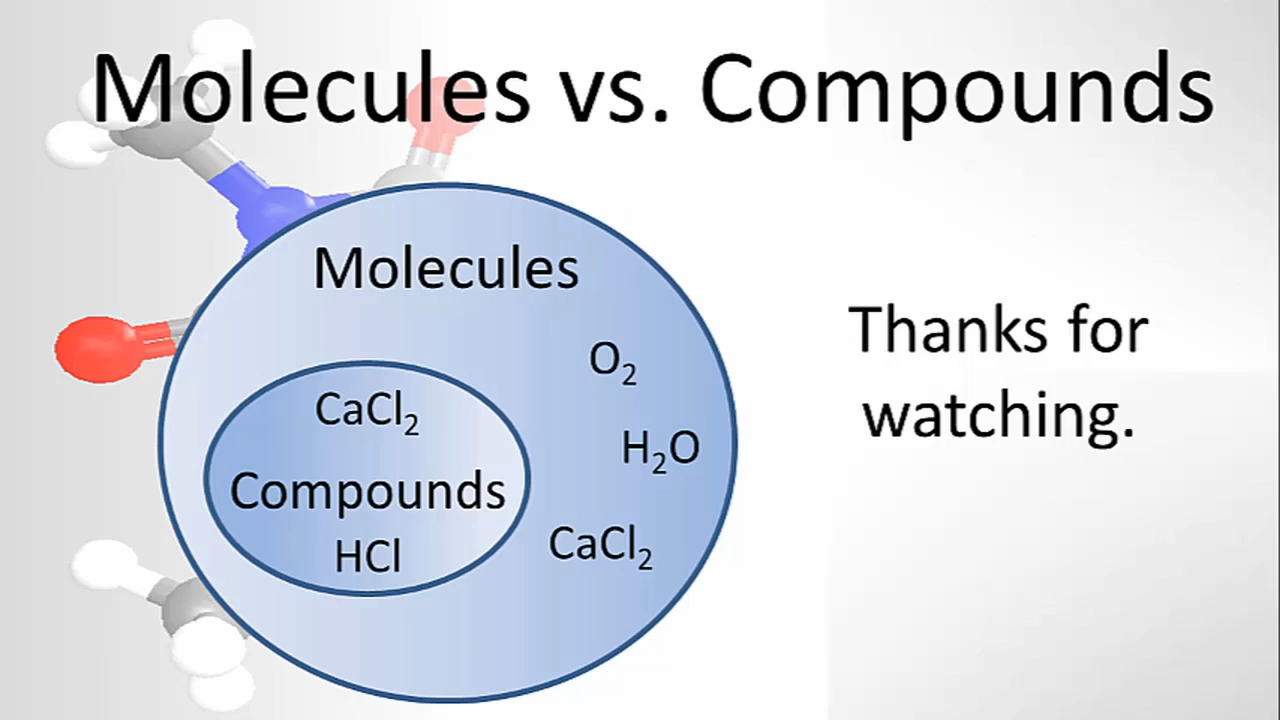 Molecules vs. Compounds
Molecules
O₂
H₂O
CaCl₂
CaCl₂
Compounds
HCl
Thanks for
watching.